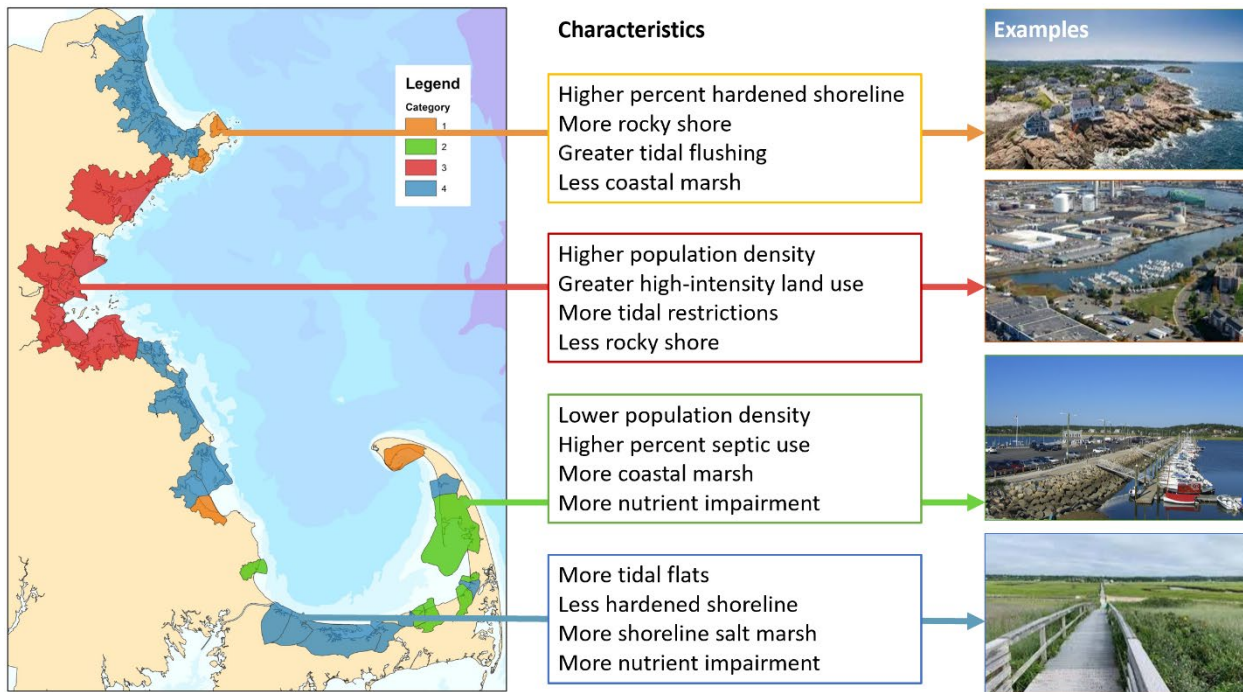 Legend
Category
1
2
3
4
Characteristics
Examples
Higher percent hardened shoreline
More rocky shore
Greater tidal flushing
Less coastal marsh
Higher population density
Greater high-intensity land use
More tidal restrictions
Less rocky shore
Lower population density
Higher percent septic use
More coastal marsh
More nutrient impairment
More tidal flats
Less hardened shoreline
More shoreline salt marsh
More nutrient impairment